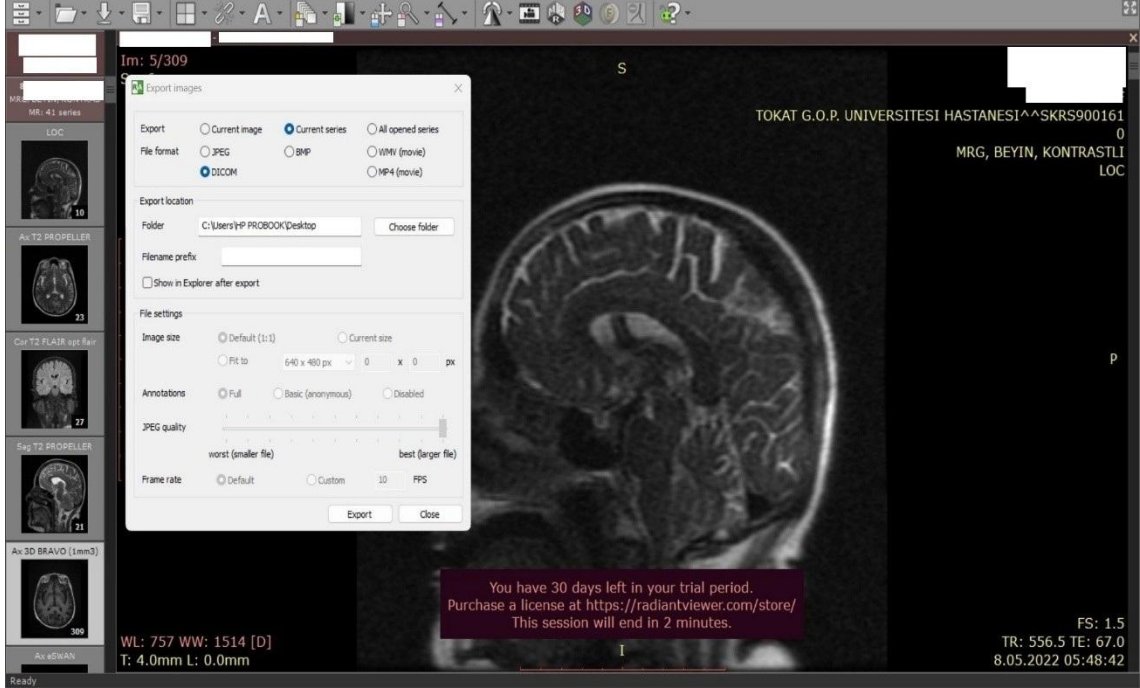 Im: 5/309
S
MR: 41 series
LOC
10
Ax T2 PROPELLER
23
Cor T2 FLAIR opt flair
27
Sag T2 PROPELLER
21
Ax 3D BRAVO (1mm3)
309
Ax eSWAN
Ready
Export images
Export
Current image
Current series
All opened series
File format
JPEG
BMP
WMV (movie)
DICOM
MP4 (movie)
Export location
Folder
C:\Users\HP PROBOOK\Desktop
Choose folder
Filename prefix
Show in Explorer after export
File settings
Image size
Default (1:1)
Current size
Fit to
640 x 480 px
0
x
0
px
Annotations
Full
Basic (anonymous)
Disabled
JPEG quality
worst (smaller file)
best (larger file)
Frame rate
Default
Custom
10
FPS
Export
Close
TOKAT G.O.P. UNIVERSITESI HASTANESI^^SKRS900161
0
MRG, BEYIN, KONTRASTLI
LOC
P
You have 30 days left in your trial period.
Purchase a license at https://radiantviewer.com/store/
This session will end in 2 minutes.
I
WL: 757 WW: 1514 [D]
T: 4.0mm L: 0.0mm
FS: 1.5
TR: 556.5 TE: 67.0
8.05.2022 05:48:42